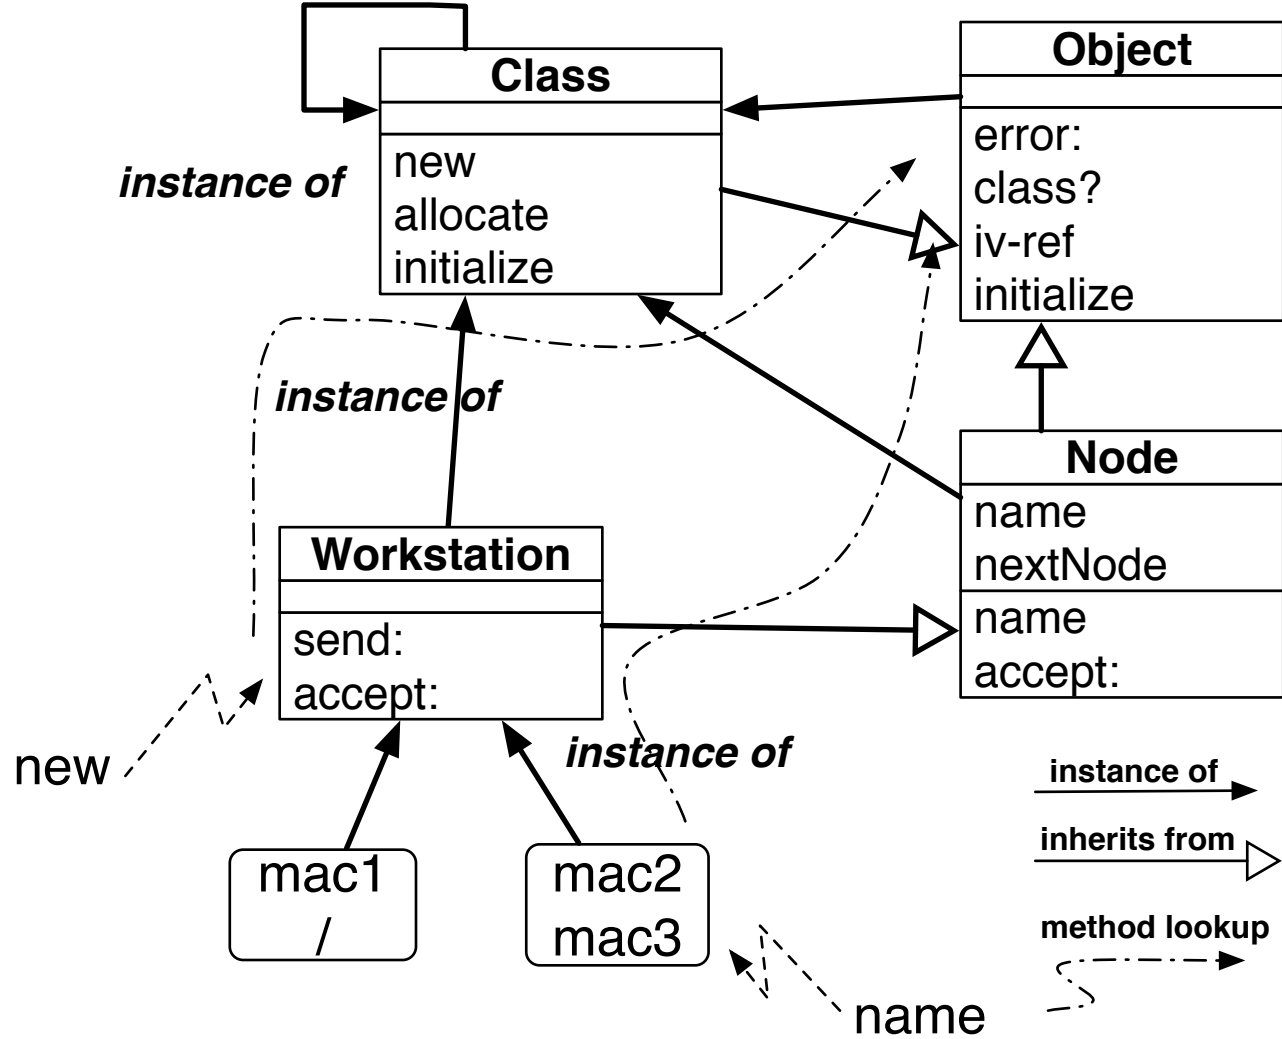 Class
new
allocate
initialize
Object
error:
class?
iv-ref
initialize
instance of
instance of
Node
name
nextNode
name
accept:
Workstation
send:
accept:
new
instance of
mac1
/
mac2
mac3
name
instance of
inherits from
method lookup